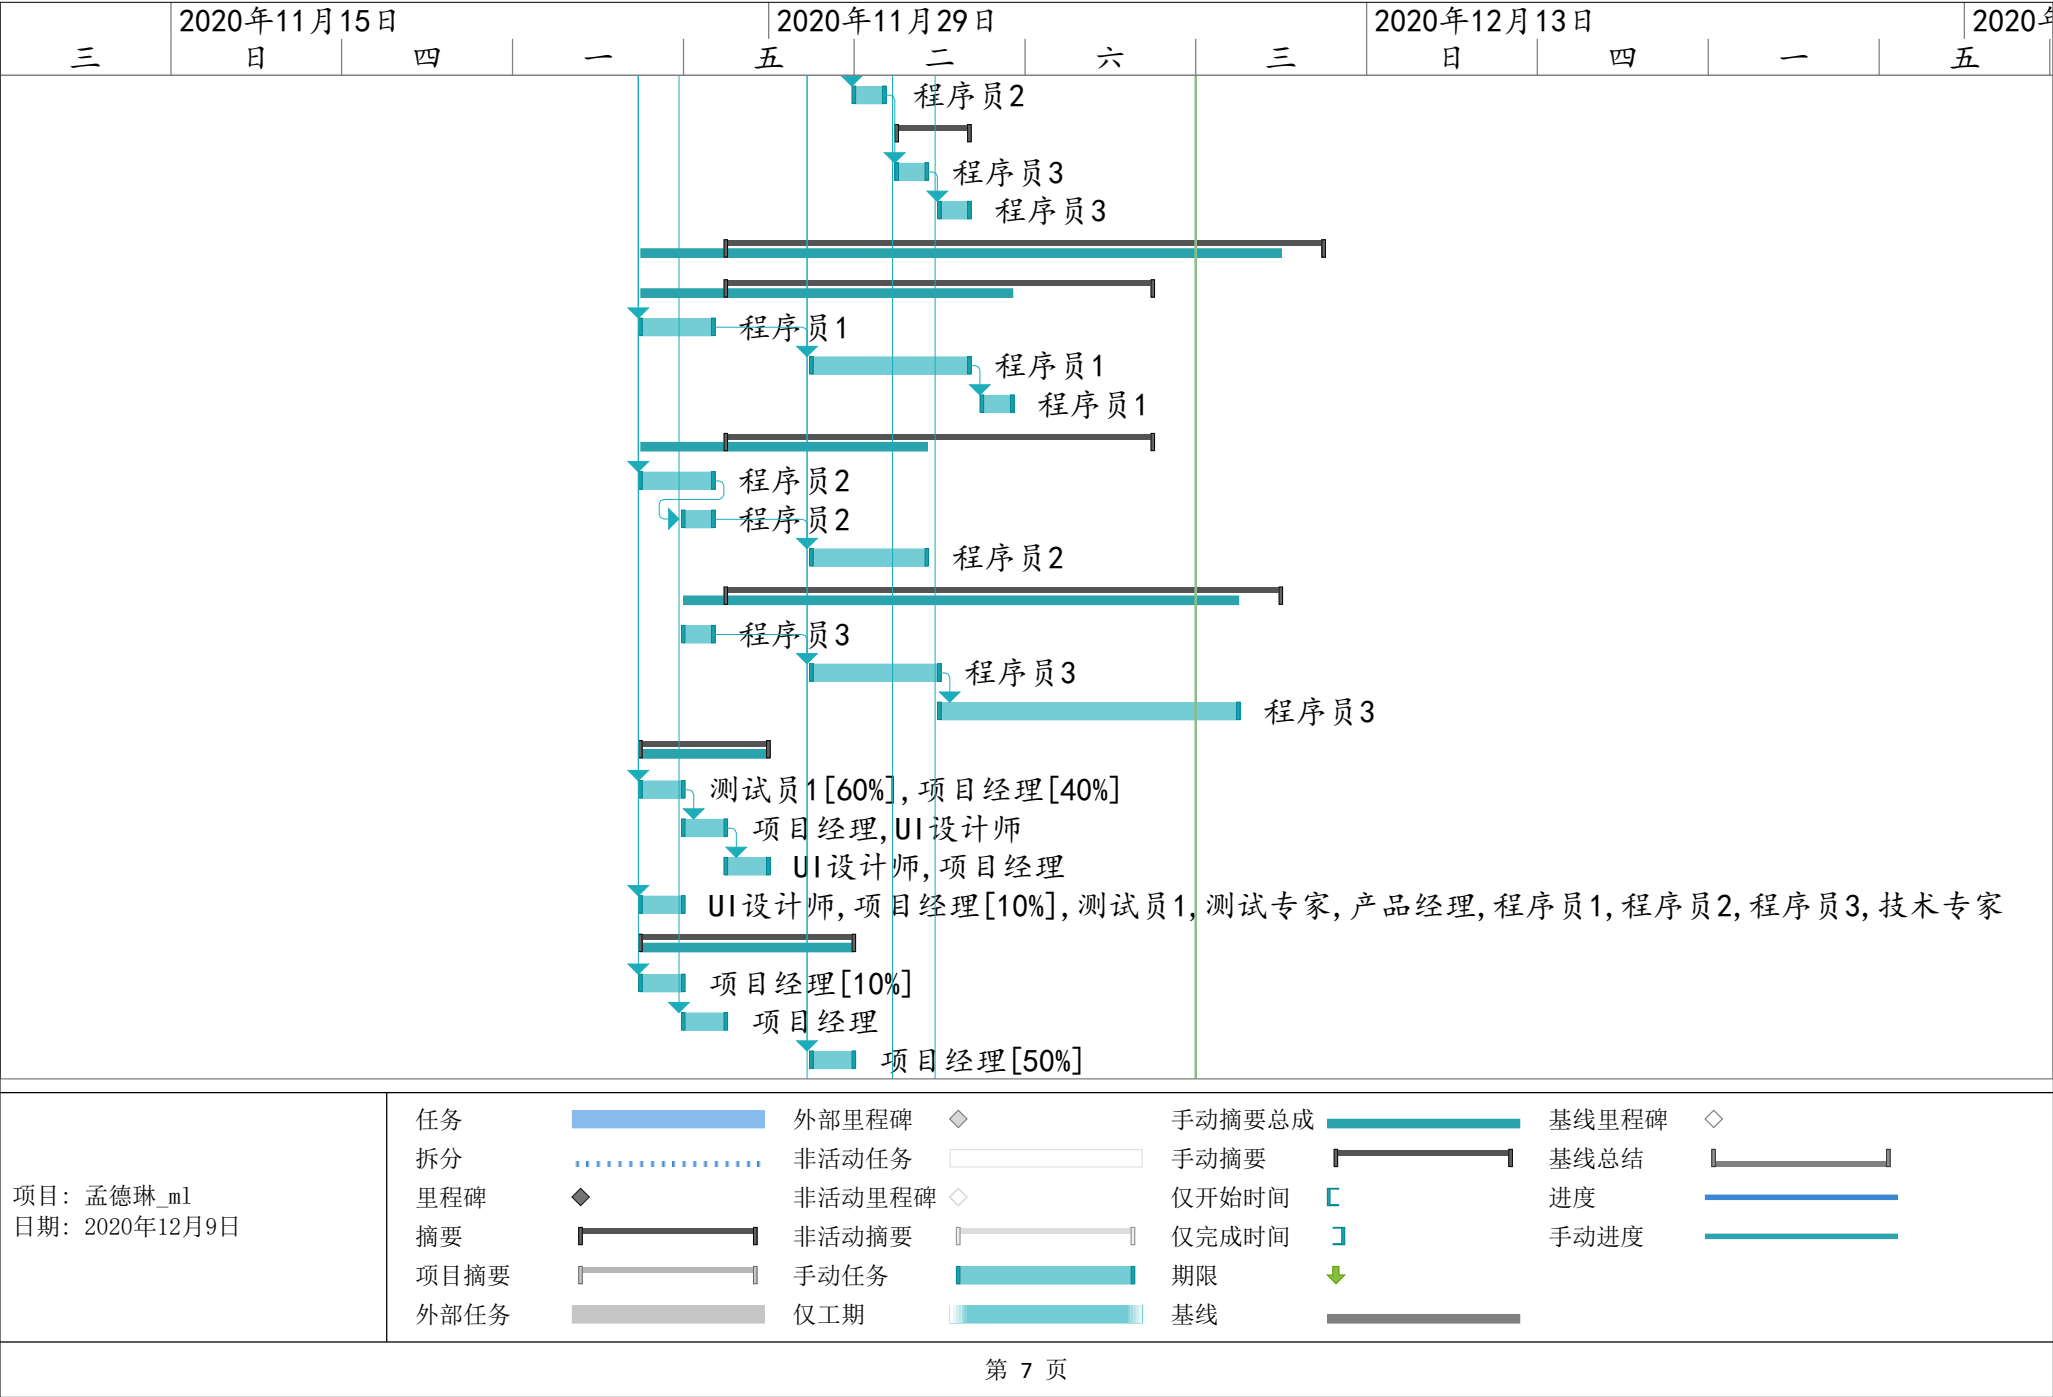 2020年11月15日 2020年11月29日 2020年12月13日 2020年
三 日 四 一 五 二 六 三 日 四 一 五
程序员2
程序员3
程序员3
程序员1
程序员1
程序员1
程序员2
程序员2
程序员2
程序员3
程序员3
程序员3
测试员1[60%],项目经理[40%]
项目经理,UI设计师
UI设计师,项目经理
UI设计师,项目经理[10%],测试员1,测试专家,产品经理,程序员1,程序员2,程序员3,技术专家
项目经理[10%]
项目经理
项目经理[50%]
项目: 孟德琳_ml
日期: 2020年12月9日
任务 外部里程碑 手动摘要总成 基线里程碑
拆分 非活动任务 手动摘要 基线总结
里程碑 非活动里程碑 仅开始时间 进度
摘要 非活动摘要 仅完成时间 手动进度
项目摘要 手动任务 期限
外部任务 仅工期 基线
第 7 页